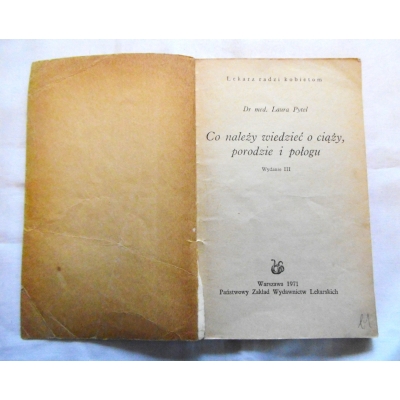 Lekarz radzi kobietom
Dr med. Laura Pytel
Co należy wiedzieć o ciąży,
porodzie i połogu
Wydanie III
Warszawa 1971
Państwowy Zakład Wydawnictw Lekarskich